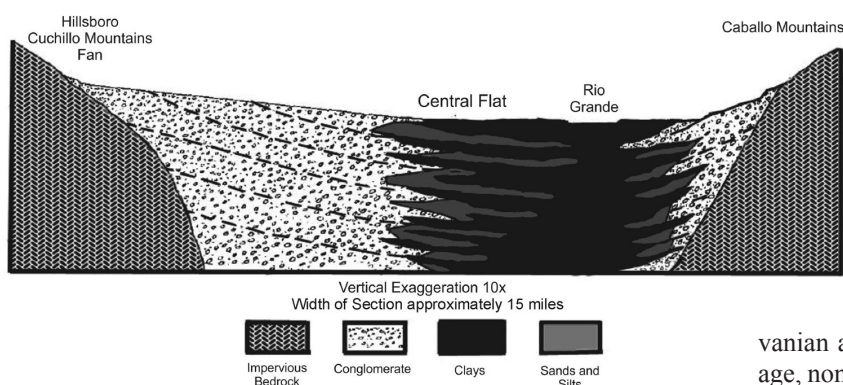 Hillsboro
Cuchillo Mountains
Fan
Caballo Mountains
Central Flat
Rio
Grande
Vertical Exaggeration 10x
Width of Section approximately 15 miles
Impervious
Bedrock
Conglomerate
Clays
Sands and
Silts
vanian a
age, non